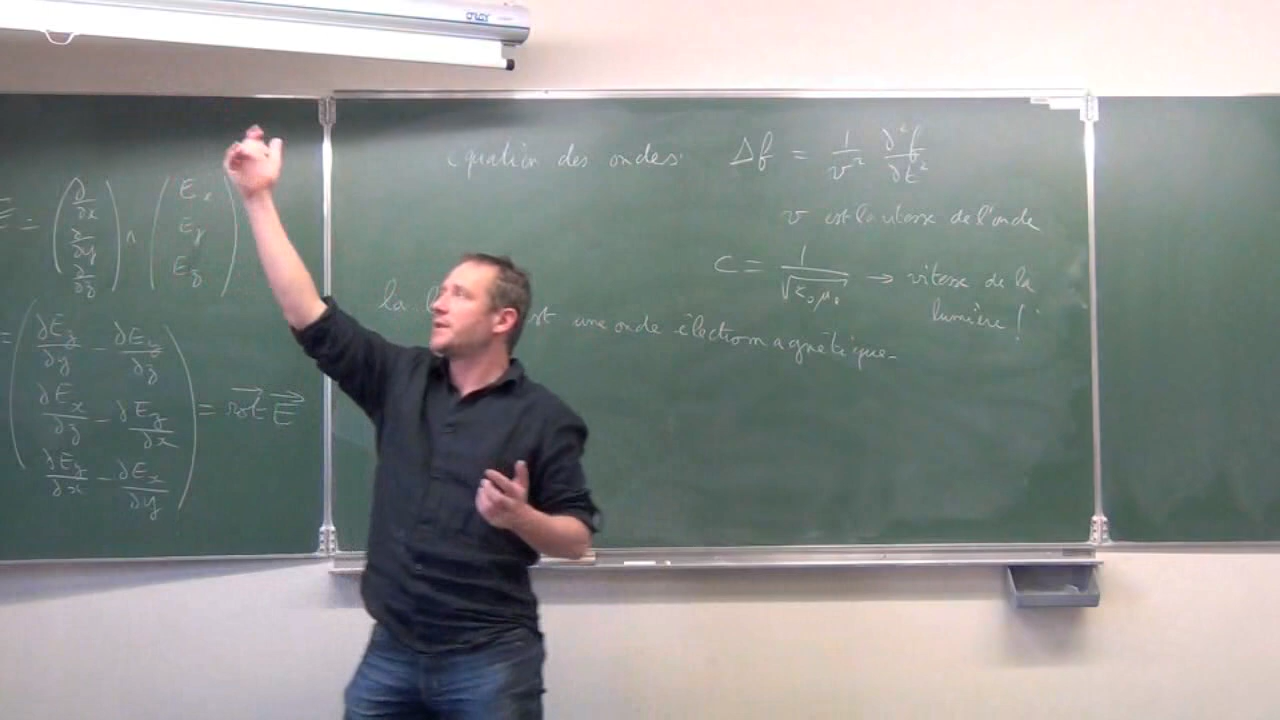 ORAY
E = (∂/∂x ∂/∂y ∂/∂z) ∧ (Ex Ey Ez)
= (∂Ez/∂y - ∂Ey/∂z
∂Ex/∂z - ∂Ez/∂x
∂Ey/∂x - ∂Ex/∂y) = rot E
équation des ondes: Δf = 1/v² ∂²f/∂t²
v est la vitesse de l'onde
C = 1/√ε₀μ₀ → vitesse de la
lumière !
la est une onde électromagnétique